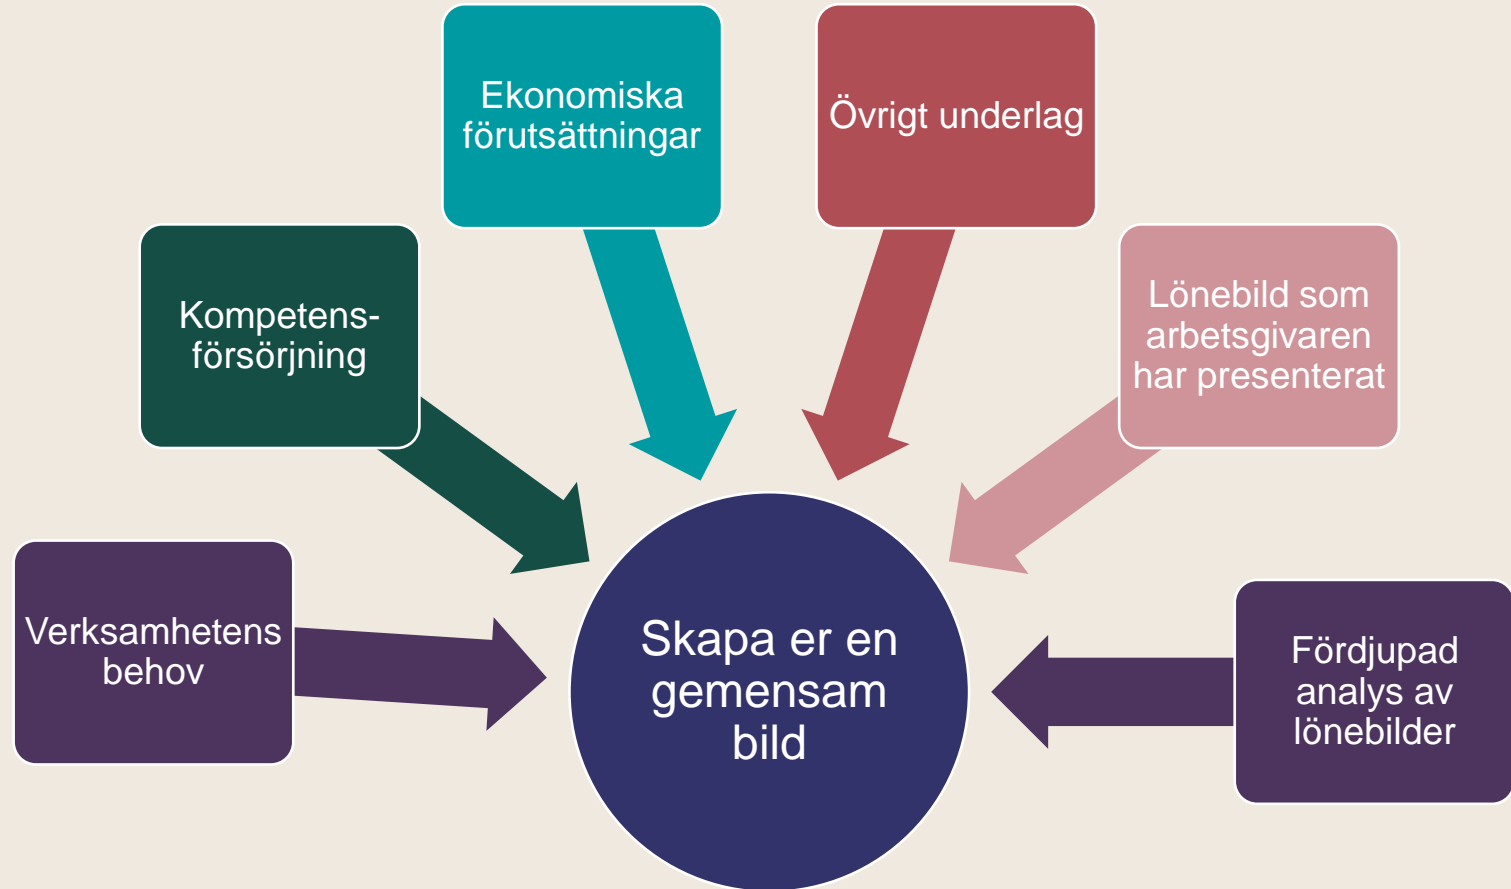 Ekonomiska
förutsättningar
Övrigt underlag
Kompetens-
försörjning
Lönebild som
arbetsgivaren
har presenterat
Verksamhetens
behov
Skapa er en
gemensam
bild
Fördjupad
analys av
lönebilder